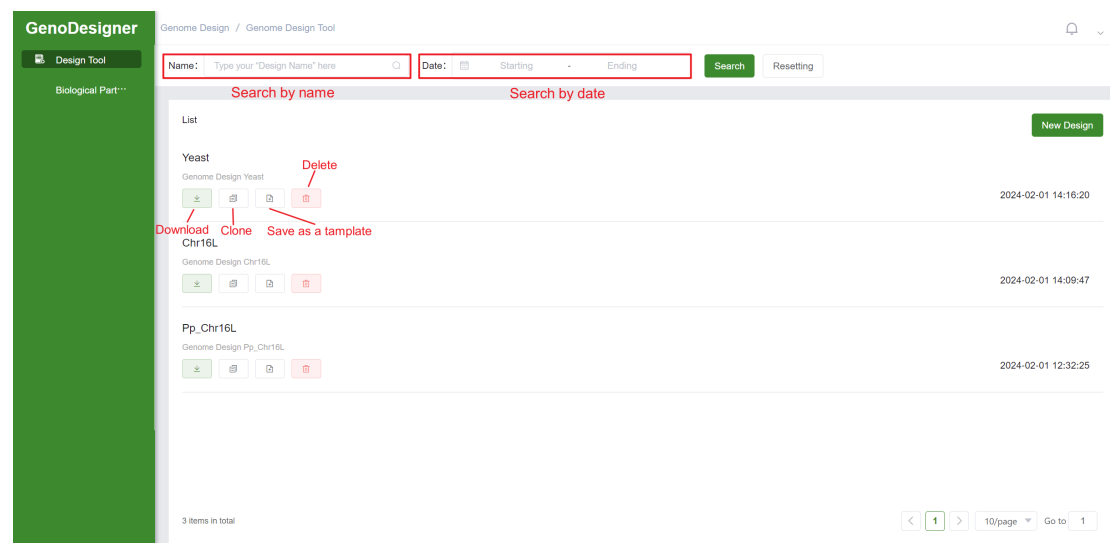 GenoDesigner
Genome Design / Genome Design Tool
Design Tool
Biological Part···
Name: Type your "Design Name" here Date: Starting - Ending Search Resetting
Search by name Search by date
List
New Design
Yeast
Delete
Genome Design Yeast
2024-02-01 14:16:20
Download Clone Save as a tamplate
Chr16L
Genome Design Chr16L
2024-02-01 14:09:47
Pp_Chr16L
Genome Design Pp_Chr16L
2024-02-01 12:32:25
3 items in total < 1 > 10/page Go to 1